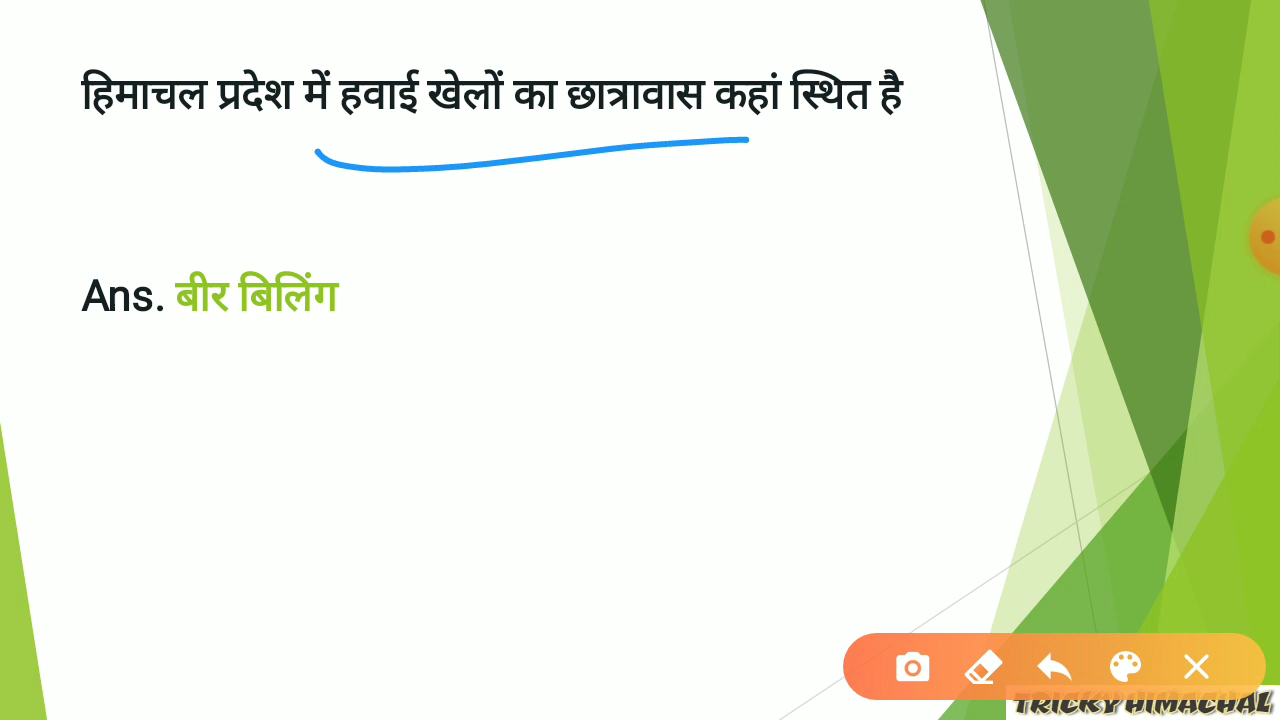 हिमाचल प्रदेश में हवाई खेलों का छात्रावास कहां स्थित है
Ans. बीर बिलिंग
TRICKY HIMACHAL